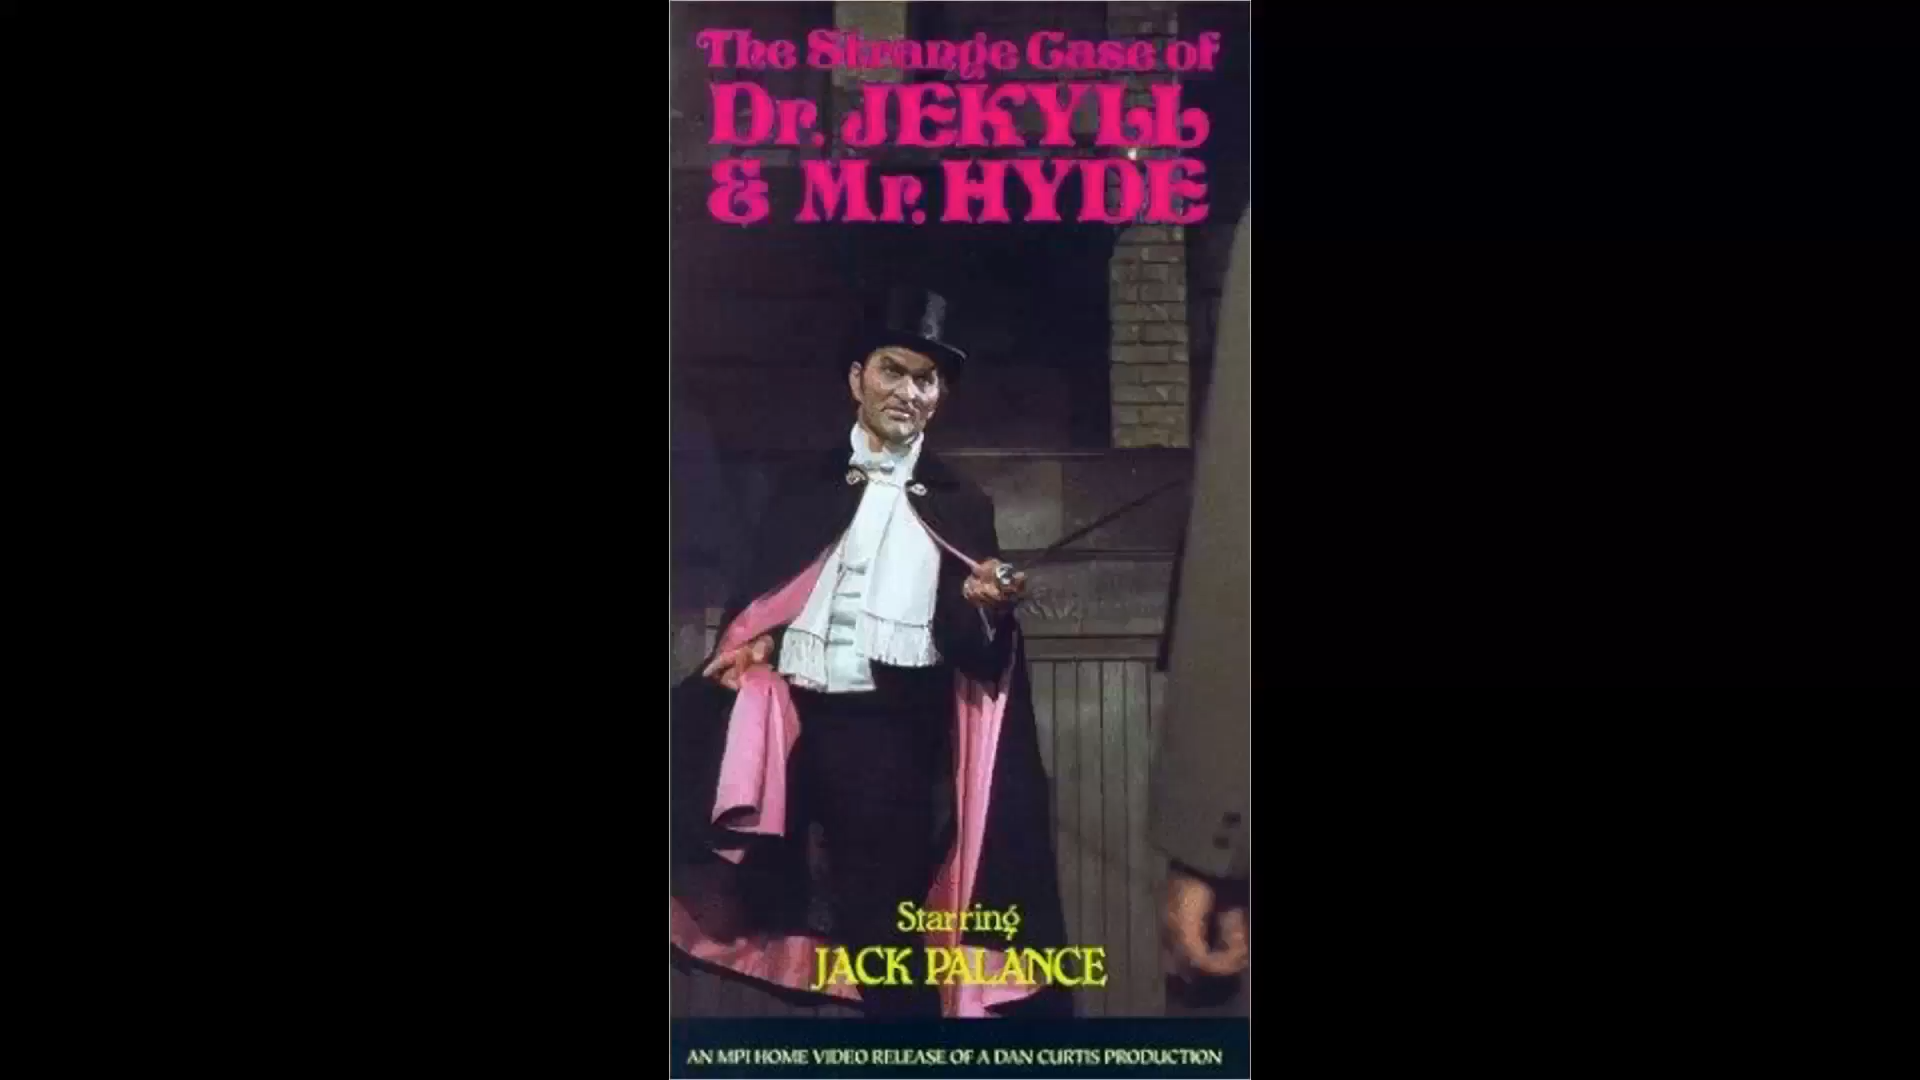 The Strange Case of
Dr. JEKYLL
& Mr. HYDE
Starring
JACK PALANCE
AN MPI HOME VIDEO RELEASE OF A DAN CURTIS PRODUCTION